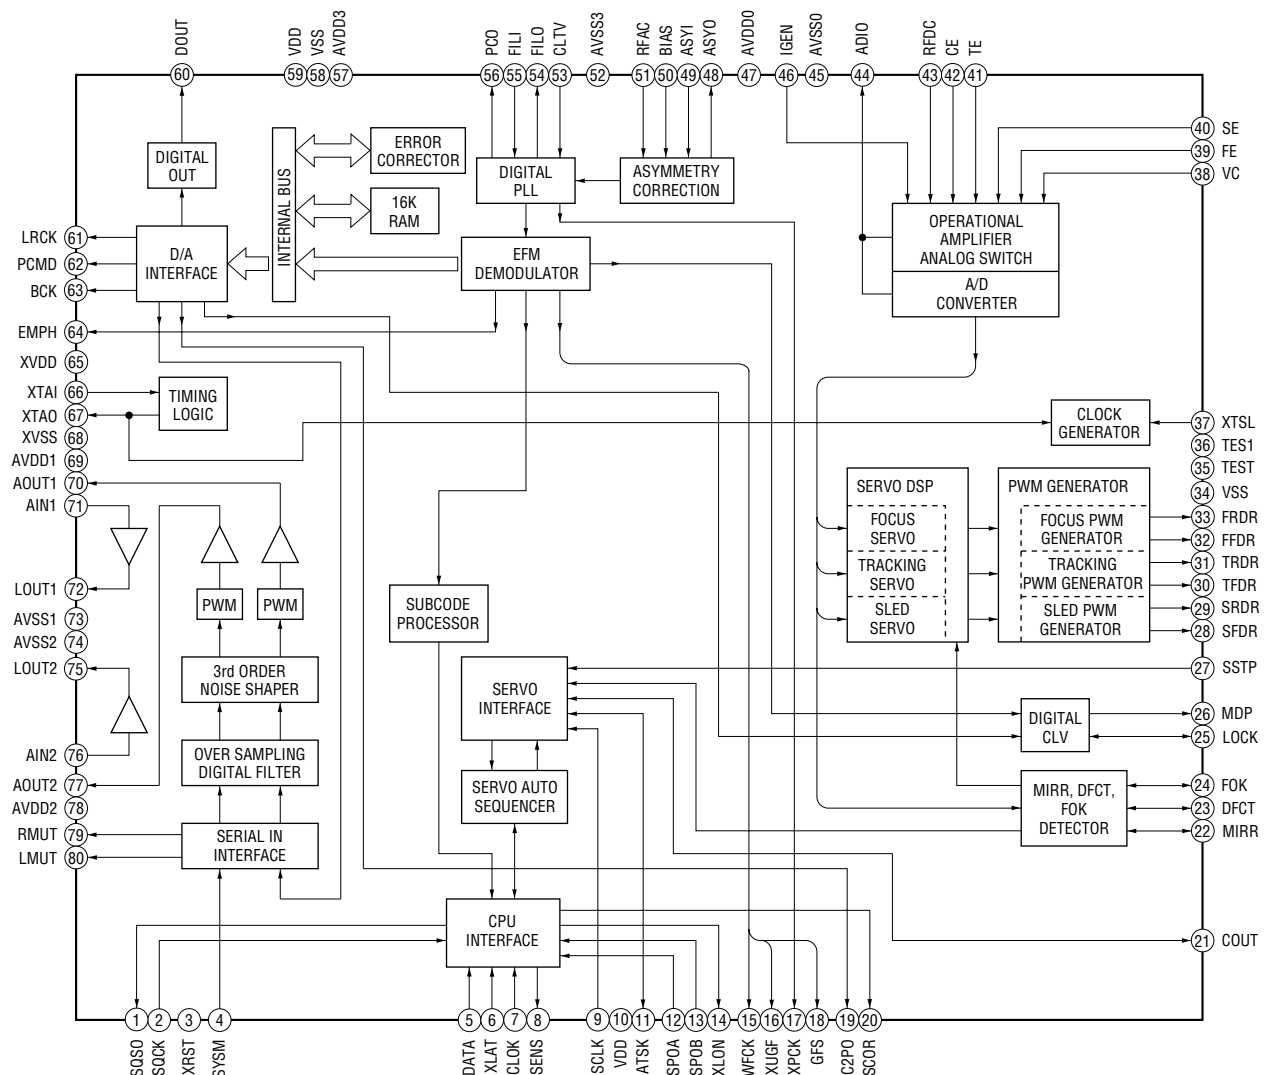 DOUT
VDD
VSS
AVDD3
PCO
FILI
FILO
CLTV
AVSS3
RFAC
BIAS
ASYI
ASYO
AVDD0
IGEN
AVSS0
ADIO
RFDC
CE
TE
60
59
58
57
56
55
54
53
52
51
50
49
48
47
46
45
44
43
42
41
40 SE
39 FE
38 VC
DIGITAL
OUT
INTERNAL BUS
ERROR
CORRECTOR
16K
RAM
DIGITAL
PLL
ASYMMETRY
CORRECTION
OPERATIONAL
AMPLIFIER
ANALOG SWITCH
A/D
CONVERTER
LRCK 61
PCMD 62
BCK 63
D/A
INTERFACE
EFM
DEMODULATOR
EMPH 64
XVDD 65
XTAI 66
XTAO 67
XVSS 68
AVDD1 69
AOUT1 70
AIN1 71
LOUT1 72
AVSS1 73
AVSS2 74
LOUT2 75
AIN2 76
AOUT2 77
AVDD2 78
RMUT 79
LMUT 80
TIMING
LOGIC
CLOCK
GENERATOR
37 XTSL
36 TES1
35 TEST
34 VSS
33 FRDR
32 FFDR
31 TRDR
30 TFDR
29 SRDR
28 SFDR
27 SSTP
26 MDP
25 LOCK
24 FOK
23 DFCT
22 MIRR
21 COUT
SERVO DSP
FOCUS
SERVO
TRACKING
SERVO
SLED
SERVO
PWM GENERATOR
FOCUS PWM
GENERATOR
TRACKING
PWM GENERATOR
SLED PWM
GENERATOR
PWM
PWM
SUBCODE
PROCESSOR
3rd ORDER
NOISE SHAPER
SERVO
INTERFACE
DIGITAL
CLV
OVER SAMPLING
DIGITAL FILTER
SERVO AUTO
SEQUENCER
MIRR, DFCT,
FOK
DETECTOR
SERIAL IN
INTERFACE
CPU
INTERFACE
1
2
3
4
5
6
7
8
9
10
11
12
13
14
15
16
17
18
19
20
SQSO
SQCK
XRST
SYSM
DATA
XLAT
CLOK
SENS
SCLK
VDD
ATSK
SPOA
SPOB
XLON
WFCK
XUGF
XPCK
GFS
C2PO
SCOR